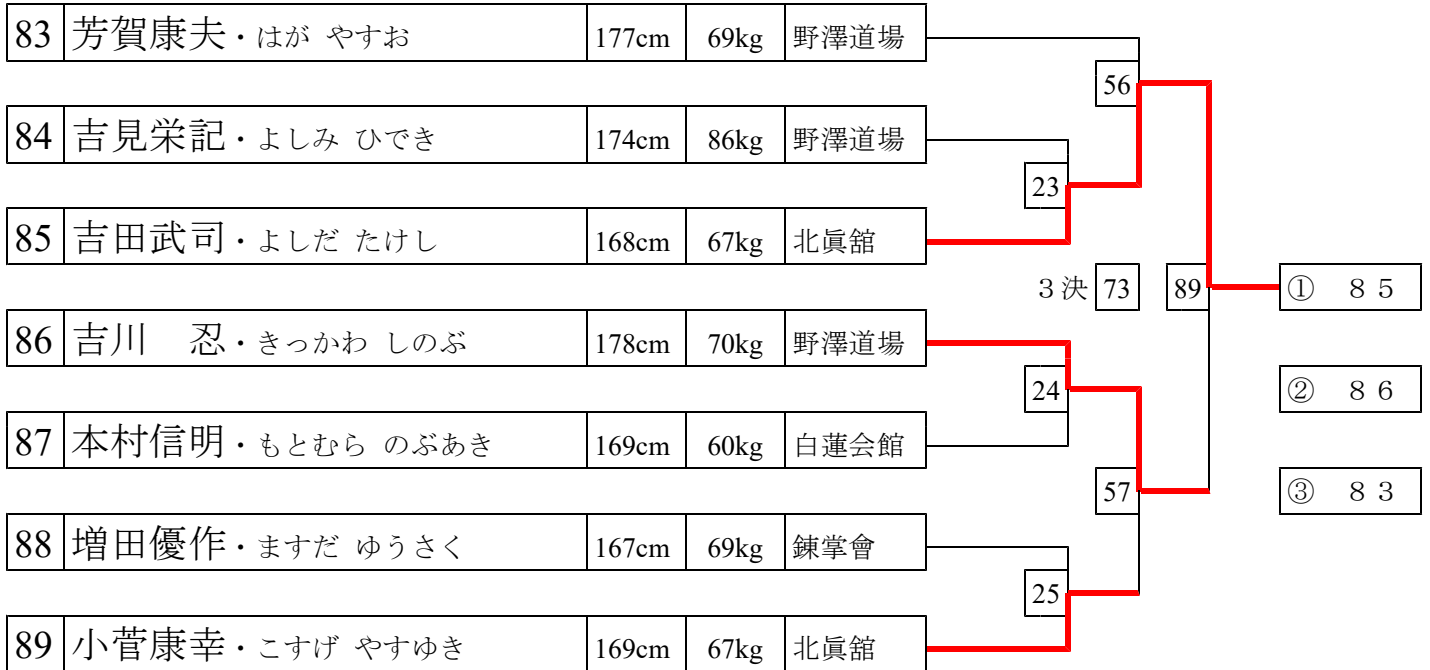 83 芳賀康夫・はが やすお 177cm 69kg 野澤道場
56
84 吉見栄記・よしみ ひでき 174cm 86kg 野澤道場
23
85 吉田武司・よしだ たけし 168cm 67kg 北眞舘
３決 73 89 ① ８５
86 吉川　忍・きっかわ しのぶ 178cm 70kg 野澤道場
24 ② ８６
87 本村信明・もとむら のぶあき 169cm 60kg 白蓮会館
57 ③ ８３
88 増田優作・ますだ ゆうさく 167cm 69kg 錬掌會
25
89 小菅康幸・こすげ やすゆき 169cm 67kg 北眞舘